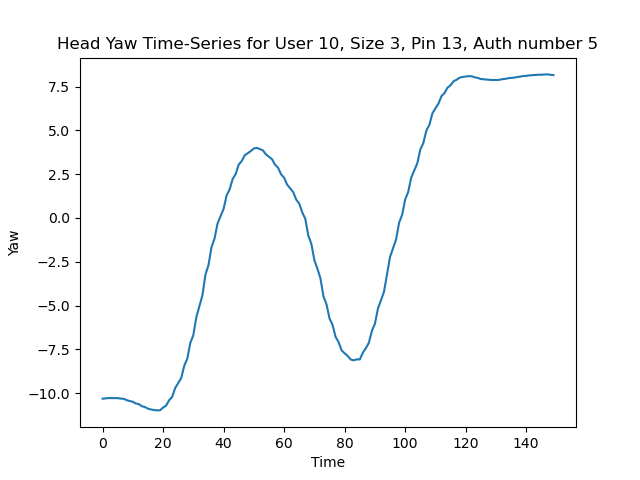 Head Yaw Time-Series for User 10, Size 3, Pin 13, Auth number 5
7.5
5.0
2.5
0.0
−2.5
−5.0
−7.5
−10.0
Yaw
0 20 40 60 80 100 120 140
Time